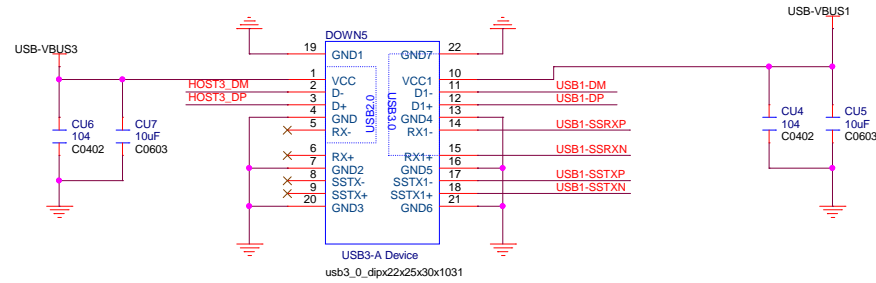 USB-VBUS3
CU6
104
C0402
CU7
10uF
C0603
HOST3_DM
HOST3_DP
DOWN5
19 GND1 GND7 22
1 VCC VCC1 10
2 D- D1- 11
3 D+ D1+ 12
4 GND GND4 13
5 RX- RX1- 14
6 RX+ RX1+ 15
7 GND2 GND5 16
8 SSTX- SSTX1- 17
9 SSTX+ SSTX1+ 18
20 GND3 GND6 21
USB2.0
USB3.0
USB3-A Device
usb3_0_dipx22x25x30x1031
USB1-DM
USB1-DP
USB1-SSRXP
USB1-SSRXN
USB1-SSTXP
USB1-SSTXN
USB-VBUS1
CU4
104
C0402
CU5
10uF
C0603